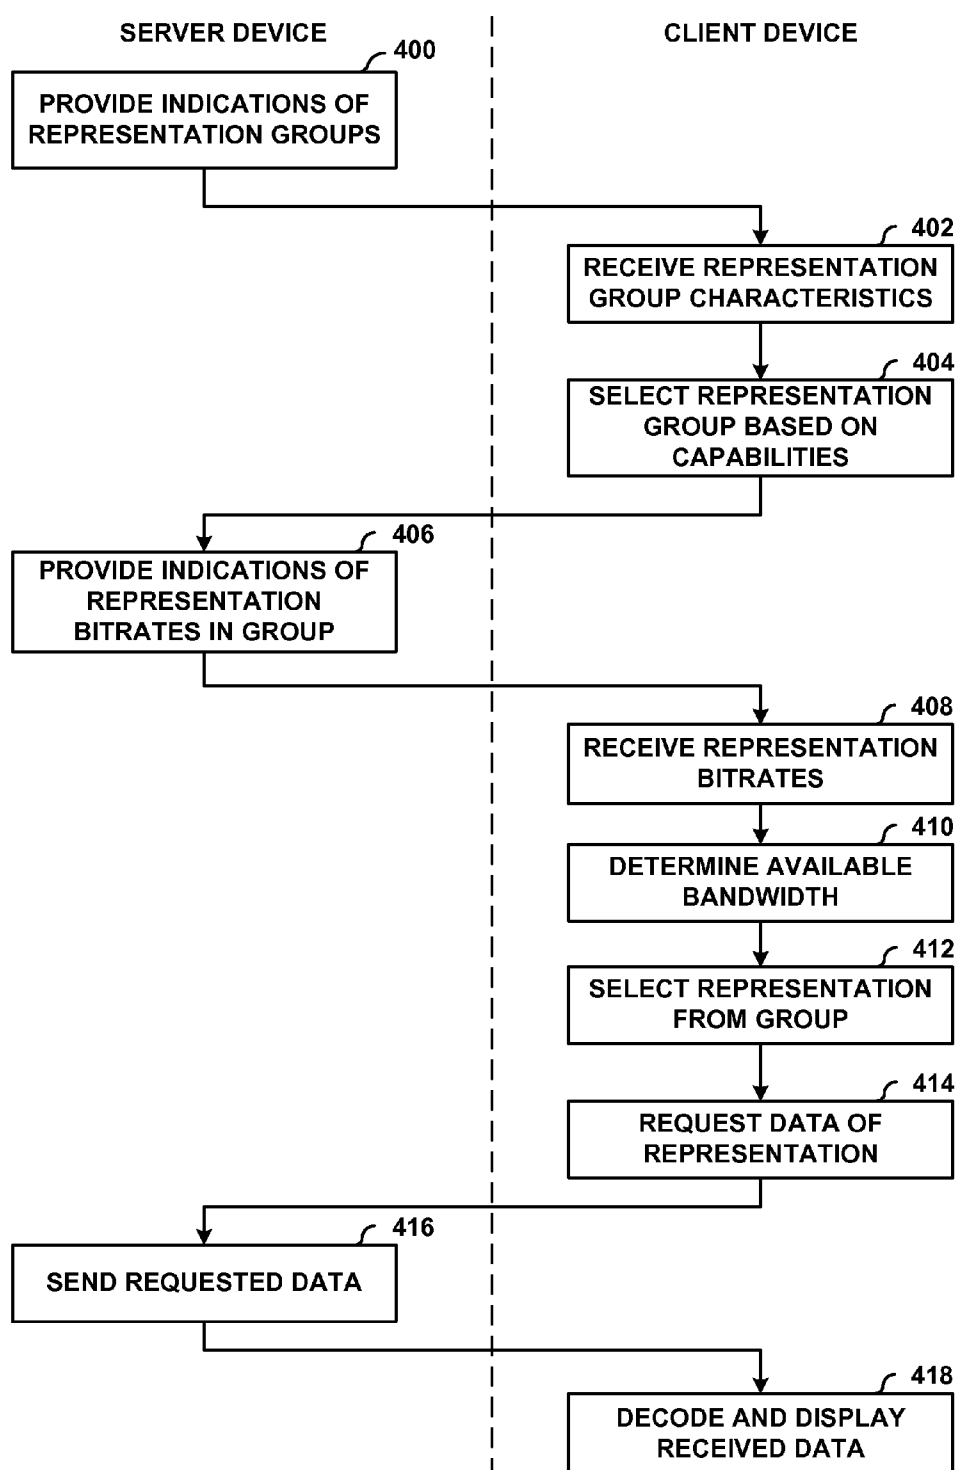 SERVER DEVICE
CLIENT DEVICE
400
PROVIDE INDICATIONS OF
REPRESENTATION GROUPS
402
RECEIVE REPRESENTATION
GROUP CHARACTERISTICS
404
SELECT REPRESENTATION
GROUP BASED ON
CAPABILITIES
406
PROVIDE INDICATIONS OF
REPRESENTATION
BITRATES IN GROUP
408
RECEIVE REPRESENTATION
BITRATES
410
DETERMINE AVAILABLE
BANDWIDTH
412
SELECT REPRESENTATION
FROM GROUP
414
REQUEST DATA OF
REPRESENTATION
416
SEND REQUESTED DATA
418
DECODE AND DISPLAY
RECEIVED DATA